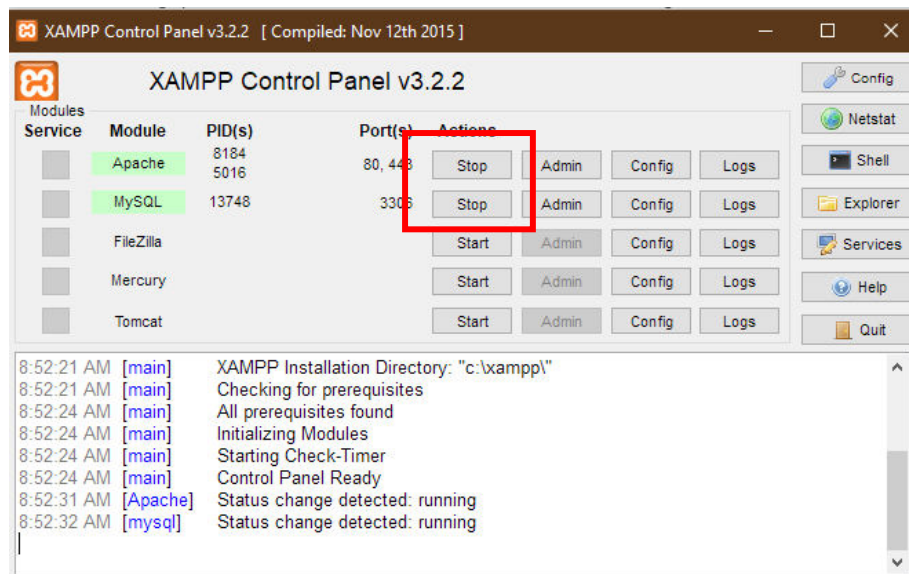 XAMPP Control Panel v3.2.2 [ Compiled: Nov 12th 2015 ]
XAMPP Control Panel v3.2.2
Config
Modules
Service Module PID(s) Port(s) Actions
Netstat
Apache 8184 5016 80, 443 Stop Admin Config Logs
Shell
MySQL 13748 3306 Stop Admin Config Logs
Explorer
FileZilla Start Admin Config Logs
Services
Mercury Start Admin Config Logs
Help
Tomcat Start Admin Config Logs
Quit
8:52:21 AM [main] XAMPP Installation Directory: "c:\xampp\"
8:52:21 AM [main] Checking for prerequisites
8:52:24 AM [main] All prerequisites found
8:52:24 AM [main] Initializing Modules
8:52:24 AM [main] Starting Check-Timer
8:52:24 AM [main] Control Panel Ready
8:52:31 AM [Apache] Status change detected: running
8:52:32 AM [mysql] Status change detected: running